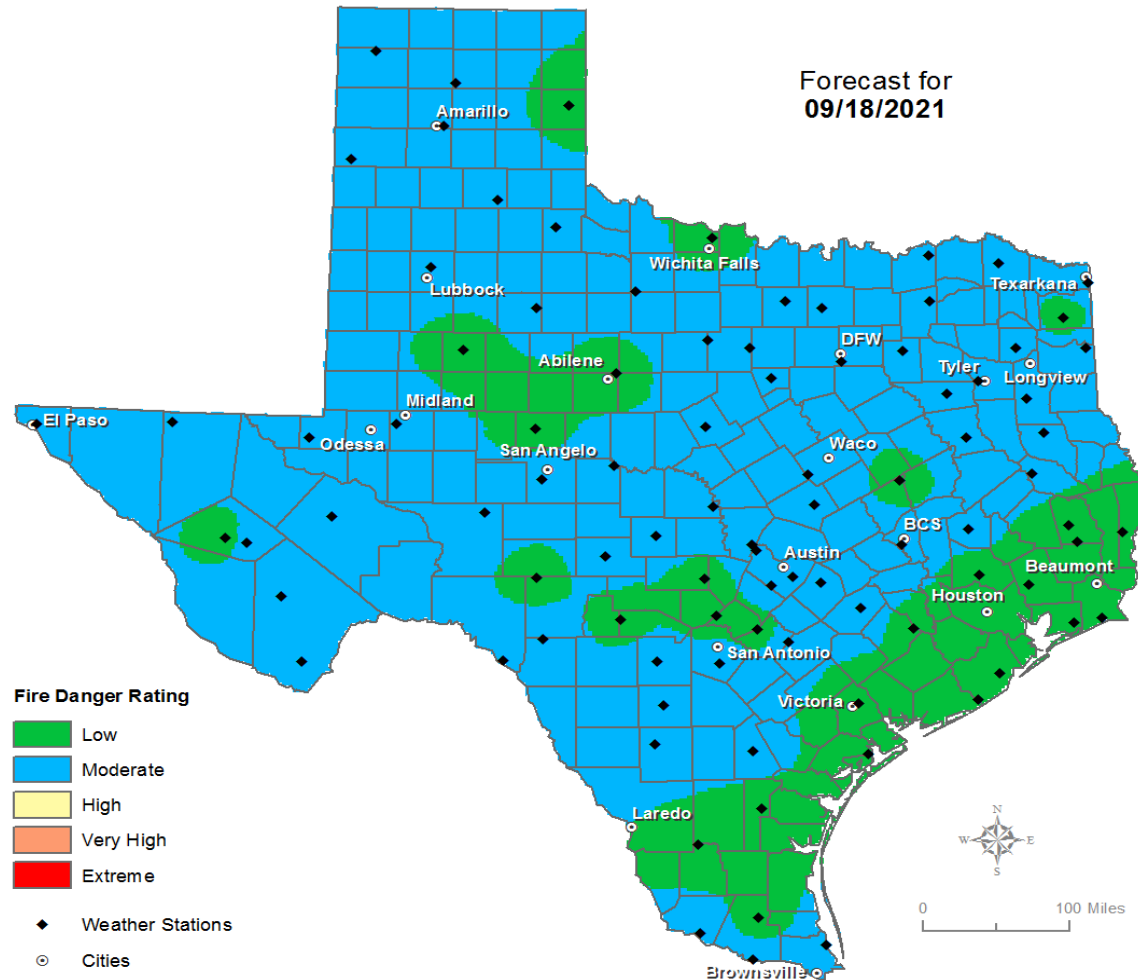 Forecast for
09/18/2021
Amarillo
Wichita Falls
Lubbock
Texarkana
DFW
Abilene
Tyler
Longview
Midland
El Paso
Odessa
San Angelo
Waco
BCS
Austin
Beaumont
Houston
San Antonio
Victoria
Laredo
Brownsville
Fire Danger Rating
Low
Moderate
High
Very High
Extreme
Weather Stations
Cities
N
W E
S
0 100 Miles